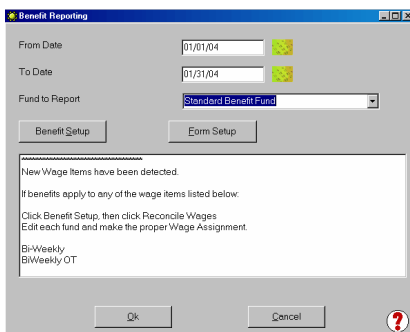 Benefit Reporting
From Date 01/01/04
To Date 01/31/04
Fund to Report Standard Benefit Fund
Benefit Setup Form Setup
^^^^^^^^^^^^^^^^^^^^^^^^^^^^^^
New Wage Items have been detected.
If benefits apply to any of the wage items listed below:
Click Benefit Setup, then click Reconcile Wages
Edit each fund and make the proper Wage Assignment.
Bi-Weekly
BiWeekly OT
Ok Cancel
?